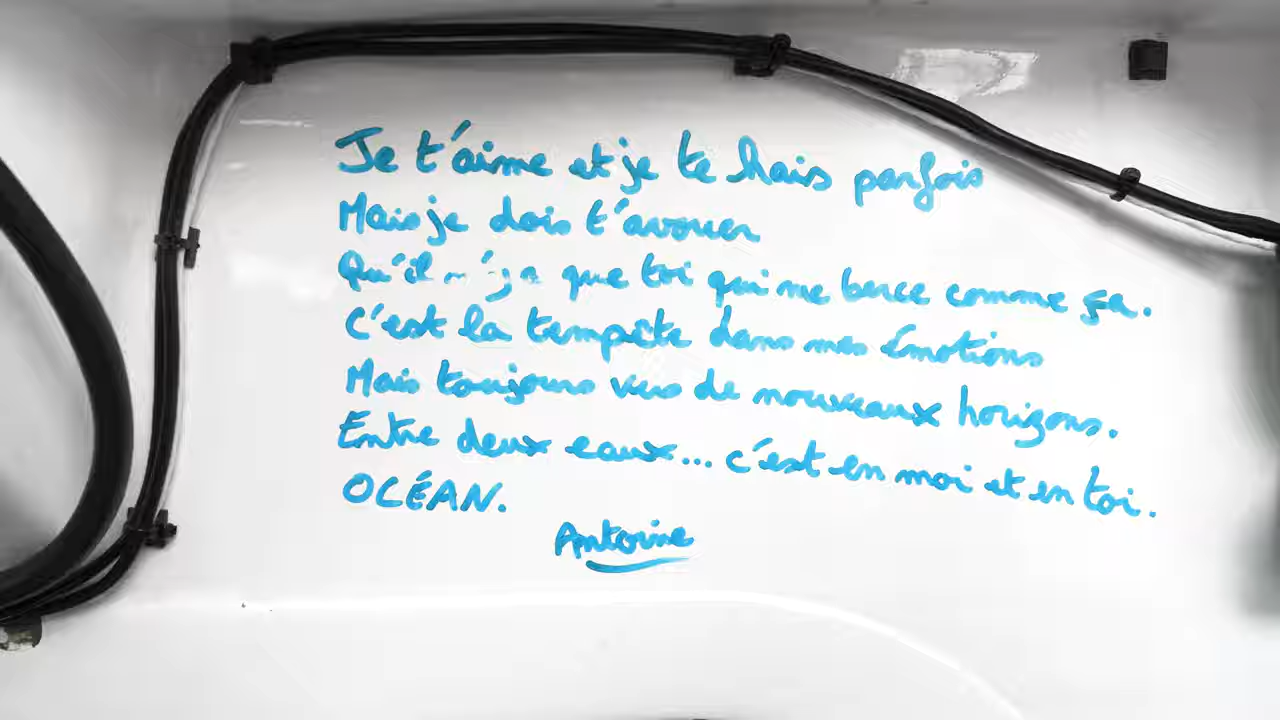 Je t'aime et je te hais parfois
Mais je dois t'avouer
Qu'il n'y a que toi qui me berce comme ça.
C'est la tempête dans mes émotions
Mais toujours vers de nouveaux horizons.
Entre deux eaux... c'est en moi et en toi.
OCÉAN.
Antoine